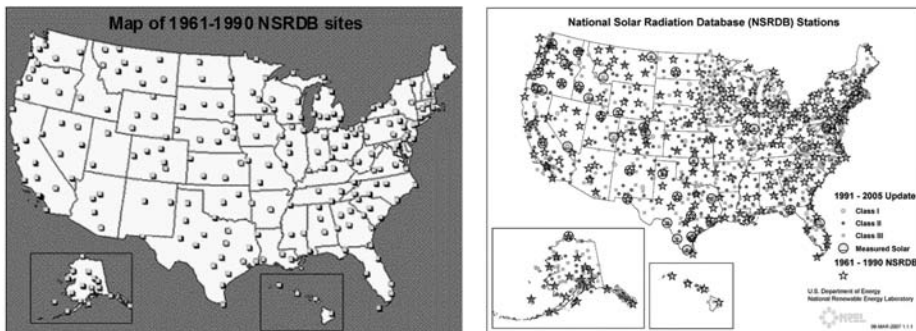 Map of 1961-1990 NSRDB sites
National Solar Radiation Database (NSRDB) Stations
1991 - 2005 Update
Class I
Class II
Class III
Measured Solar
1961 - 1990 NSRDB
U.S. Department of Energy
National Renewable Energy Laboratory